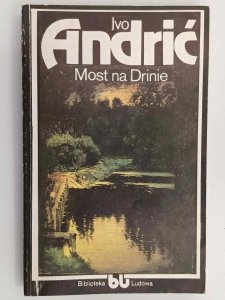 Ivo
Andrić
Most na Drinie
Biblioteka bl Ludowa